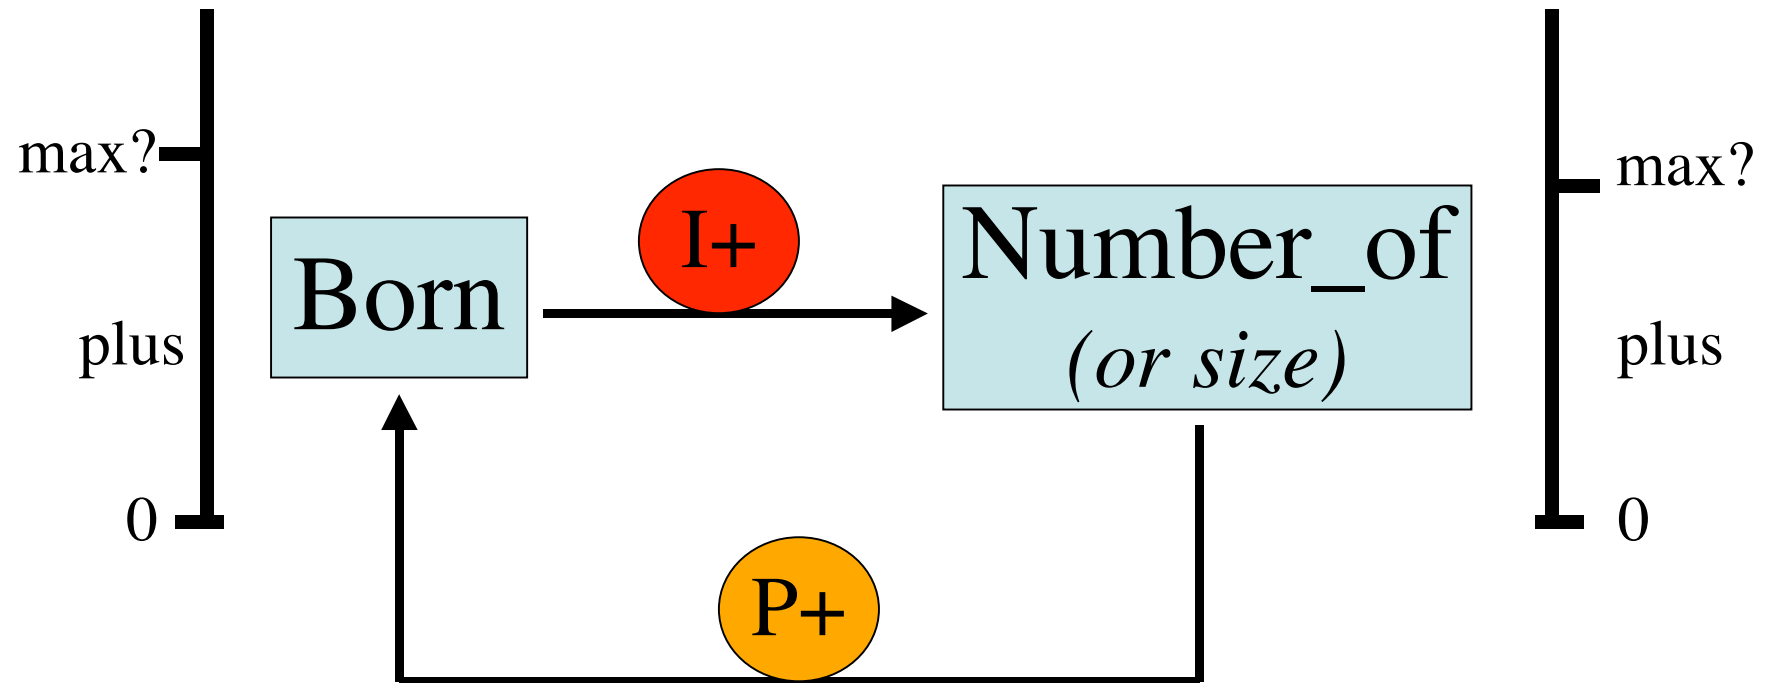 max?
plus
0
Born
I+
Number_of
(or size)
max?
plus
0
P+